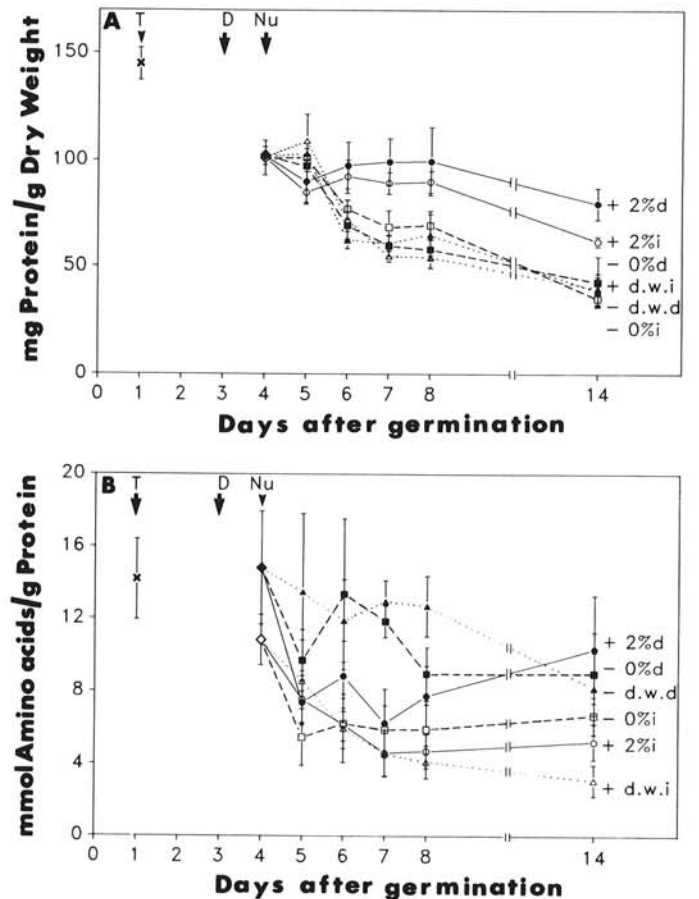 A
T
D
Nu
150
100
50
0
mg Protein/g Dry Weight
+ 2%d
+ 2%i
− 0%d
+ d.w.i
− d.w.d
− 0%i
0 1 2 3 4 5 6 7 8 14
Days after germination
B
T
D
Nu
20
16
12
8
4
0
mmol Amino acids/g Protein
+ 2%d
− 0%d
− d.w.d
− 0%i
+ 2%i
+ d.w.i
0 1 2 3 4 5 6 7 8 14
Days after germination